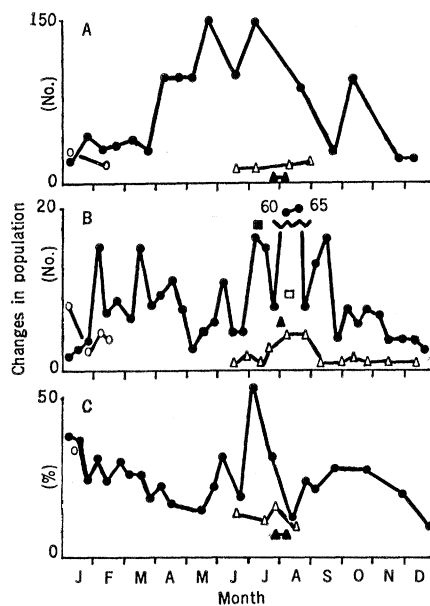 150
A
(No.)
0
20
B
60 65
Changes in population
(No.)
0
50
C
(%)
0
J F M A M J J A S O N D
Month